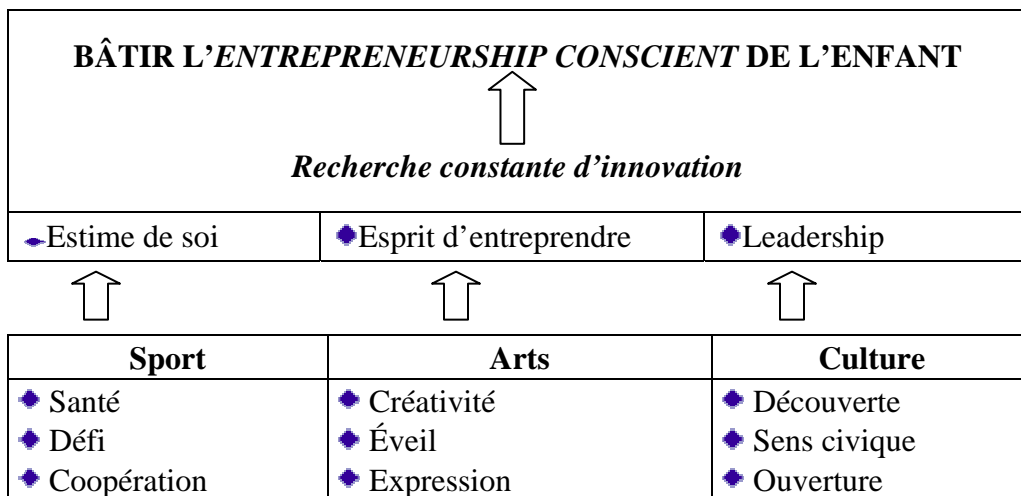 BÂTIR L’ENTREPRENEURSHIP CONSCIENT DE L’ENFANT
Recherche constante d’innovation
Estime de soi
Esprit d’entreprendre
Leadership
Sport
Arts
Culture
Santé
Créativité
Découverte
Défi
Éveil
Sens civique
Coopération
Expression
Ouverture